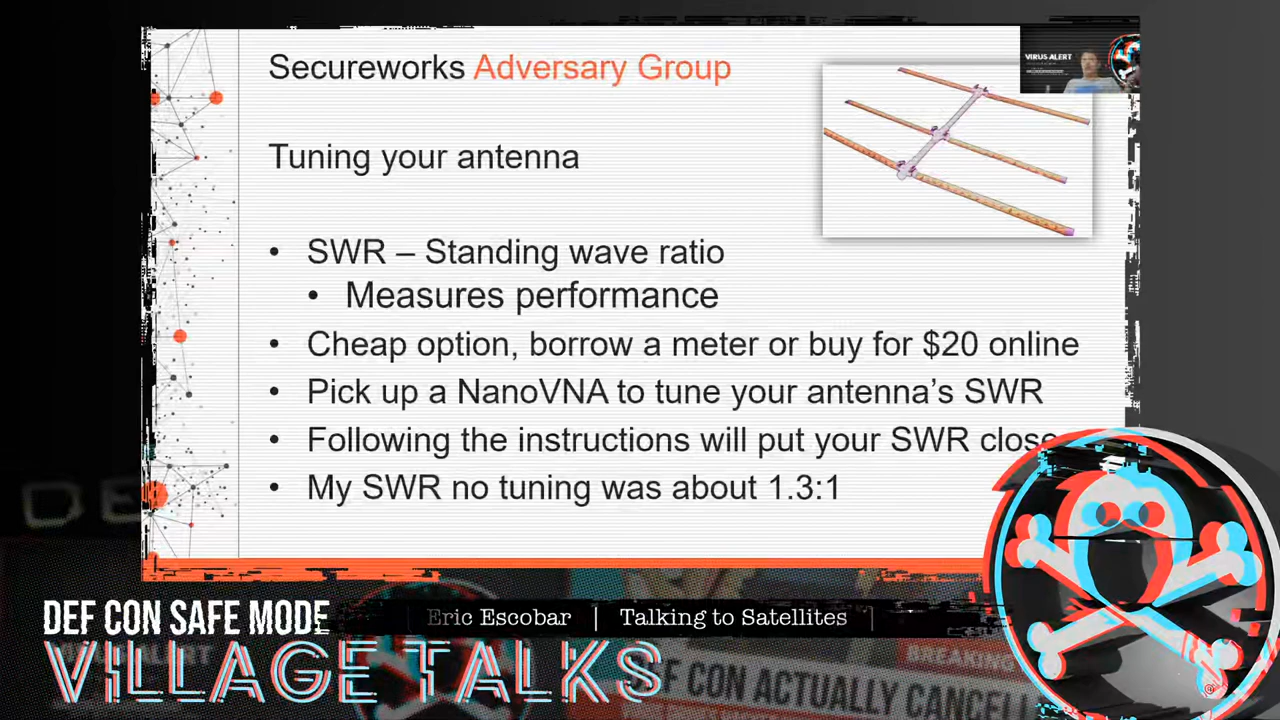 Secureworks Adversary Group
VIRUS ALERT
Tuning your antenna
• SWR – Standing wave ratio
• Measures performance
• Cheap option, borrow a meter or buy for $20 online
• Pick up a NanoVNA to tune your antenna’s SWR
• Following the instructions will put your SWR close
• My SWR no tuning was about 1.3:1
DEF CON SAFE MODE
Eric Escobar | Talking to Satellites |
VILLAGE TALKS
BREAKING
DEF CON ACTUALLY CANCELL